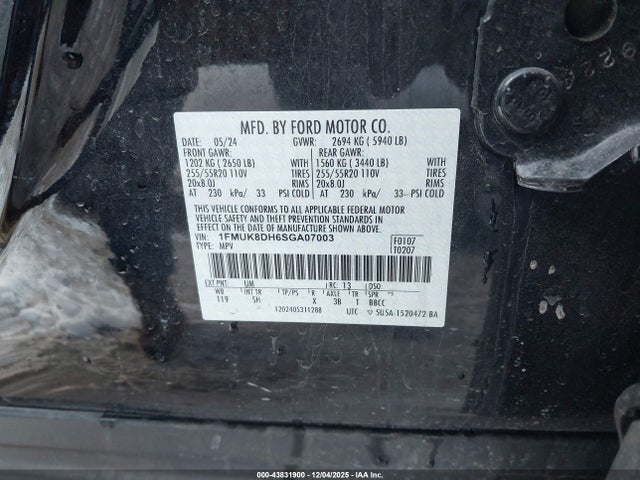 MFD. BY FORD MOTOR CO.
05/24 GVWR: 2694 KG ( 5940 LB)
FRONT GAWR: REAR GAWR:
1202 KG ( 2650 LB) WITH 1560 KG ( 3440 LB) WITH
255/55R20 110V TIRES 255/55R20 110V TIRES
20x8.0J RIMS 20x8.0J RIMS
AT 230 kPa/ 33 PSI COLD AT 230 kPa/ 33 PSI COLD
THIS VEHICLE CONFORMS TO ALL APPLICABLE FEDERAL MOTOR
VEHICLE SAFETY AND THEFT PREVENTION STANDARDS IN
EFFECT ON THE DATE OF MANUFACTURE SHOWN ABOVE.
VIN: 1FMUK8DH6SGA07003 F0107
TYPE: MPV T0207
EXT PNT: UM RC: 13 DSO:
WB INT TR TP/PS R AXLE TR SPR
119 SH X 3B T BBCC
1202405311288 UTC ▽ SU5A-1520472-BA
000-43831900 - 12/04/2025 - IAA Inc.